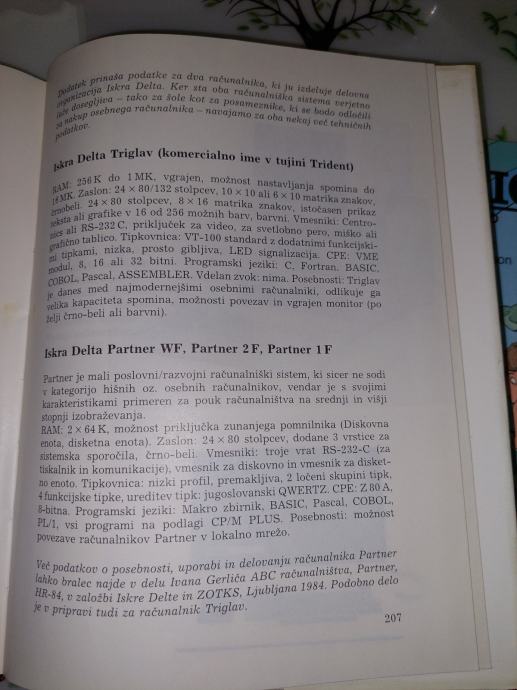 Dodatek prinaša podatke za dva računalnika, ki ju izdeluje delovna
organizacija Iskra Delta. Ker sta oba računalniška sistema verjetno
laže dosegljiva – tako za šole kot za posameznike, ki se bodo odločili
za nakup osebnega računalnika – navajamo za oba nekaj več tehničnih
podatkov.
Iskra Delta Triglav (komercialno ime v tujini Trident)
RAM: 256 K do 1 MK, vgrajen, možnost nastavljanja spomina do
16 MK. Zaslon: 24 × 80/132 stolpcev, 10 × 10 ali 6 × 10 matrika znakov,
črnobeli. 24 × 80 stolpcev, 8 × 16 matrika znakov, istočasen prikaz
teksta ali grafike v 16 od 256 možnih barv, barvni. Vmesniki: Centro-
nics ali RS-232 C, priključek za video, za svetlobno pero, miško ali
grafično tablico. Tipkovnica: VT-100 standard z dodatnimi funkcijski-
mi tipkami, nizka, prosto gibljiva, LED signalizacija. CPE: VME
modul, 8, 16 ali 32 bitni. Programski jeziki: C, Fortran, BASIC,
COBOL, Pascal, ASSEMBLER. Vdelan zvok: nima. Posebnosti: Triglav
je danes med najmodernejšimi osebnimi računalniki, odlikuje ga
velika kapaciteta spomina, možnosti povezav in vgrajen monitor (po
želji črno-beli ali barvni).
Iskra Delta Partner WF, Partner 2 F, Partner 1 F
Partner je mali poslovni/razvojni računalniški sistem, ki sicer ne sodi
v kategorijo hišnih oz. osebnih računalnikov, vendar je s svojimi
karakteristikami primeren za pouk računalništva na srednji in višji
stopnji izobraževanja.
RAM: 2 × 64 K, možnost priključka zunanjega pomnilnika (Diskovna
enota, disketna enota). Zaslon: 24 × 80 stolpcev, dodane 3 vrstice za
sistemska sporočila, črno-beli. Vmesniki: troje vrat RS-232-C (za
tiskalnik in komunikacije), vmesnik za diskovno in vmesnik za disket-
no enoto. Tipkovnica: nizki profil, premakljiva, 2 ločeni skupini tipk,
4 funkcijske tipke, ureditev tipk: jugoslovanski QWERTZ. CPE: Z 80 A,
8-bitna. Programski jeziki: Makro zbirnik, BASIC, Pascal, COBOL,
PL/1, vsi programi na podlagi CP/M PLUS. Posebnosti: možnost
povezave računalnikov Partner v lokalno mrežo.
Več podatkov o posebnosti, uporabi in delovanju računalnika Partner
lahko bralec najde v delu Ivana Gerliča ABC računalništva, Partner,
HR-84, v založbi Iskre Delte in ZOTKS, Ljubljana 1984. Podobno delo
je v pripravi tudi za računalnik Triglav.
207